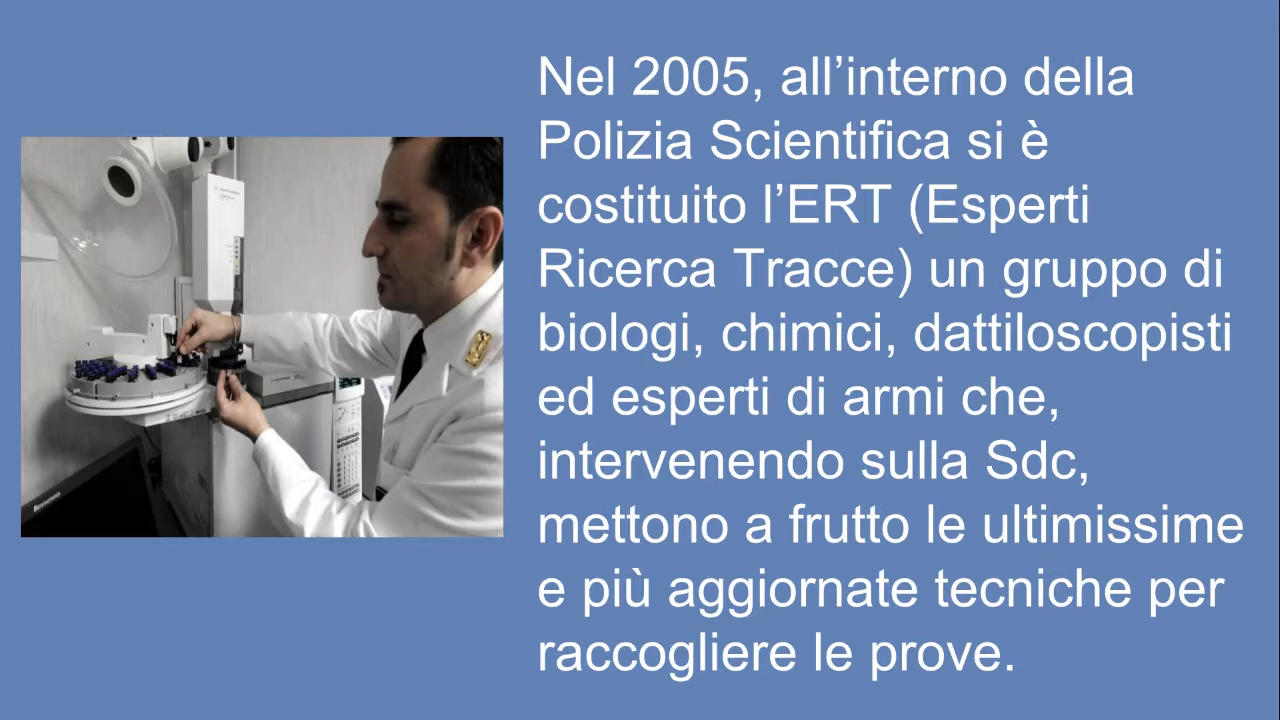 Nel 2005, all’interno della
Polizia Scientifica si è
costituito l’ERT (Esperti
Ricerca Tracce) un gruppo di
biologi, chimici, dattiloscopisti
ed esperti di armi che,
intervenendo sulla Sdc,
mettono a frutto le ultimissime
e più aggiornate tecniche per
raccogliere le prove.